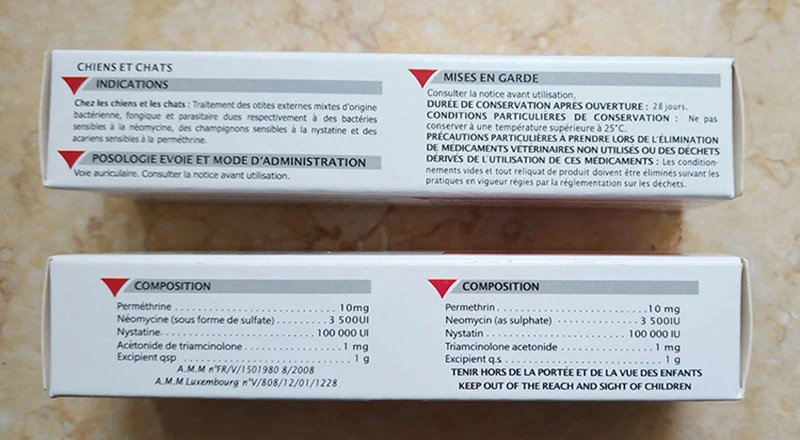 CHIENS ET CHATS
INDICATIONS
Chez les chiens et les chats : Traitement des otites externes mixtes d'origine
bactérienne, fongique et parasitaire dues respectivement à des bactéries
sensibles à la néomycine, des champignons sensibles à la nystatine et des
acariens sensibles à la perméthrine.
POSOLOGIE EVOIE ET MODE D'ADMINISTRATION
Voie auriculaire. Consulter la notice avant utilisation.
MISES EN GARDE
Consulter la notice avant utilisation.
DURÉE DE CONSERVATION APRÉS OUVERTURE : 28 jours.
CONDITIONS PARTICULIERES DE CONSERVATION : Ne pas
conserver à une température supérieure à 25°C.
PRÉCAUTIONS PARTICULIÈRES À PRENDRE LORS DE L'ÉLIMINATION
DE MEDICAMENTS VÉTÉRINAIRES NON UTILISÉS OU DES DÉCHETS
DÉRIVÉS DE L'UTILISATION DE CES MÉDICAMENTS : Les condition-
nements vides et tout reliquat de produit doivent être éliminés suivant les
pratiques en vigueur régies par la réglementation sur les déchets.
COMPOSITION
Perméthrine 10mg
Néomycine (sous forme de sulfate) 3 500UI
Nystatine 100 000 UI
Acétonide de triamcinolone 1 mg
Excipient qsp 1 g
A.M.M n°FR/V/1501980 8/2008
A.M.M Luxembourg n°V/808/12/01/1228
COMPOSITION
Permethrin 10 mg
Neomycin (as sulphate) 3 500IU
Nystatin 100 000 IU
Triamcinolone acetonide 1 mg
Excipient q.s 1 g
TENIR HORS DE LA PORTÉE ET DE LA VUE DES ENFANTS
KEEP OUT OF THE REACH AND SIGHT OF CHILDREN